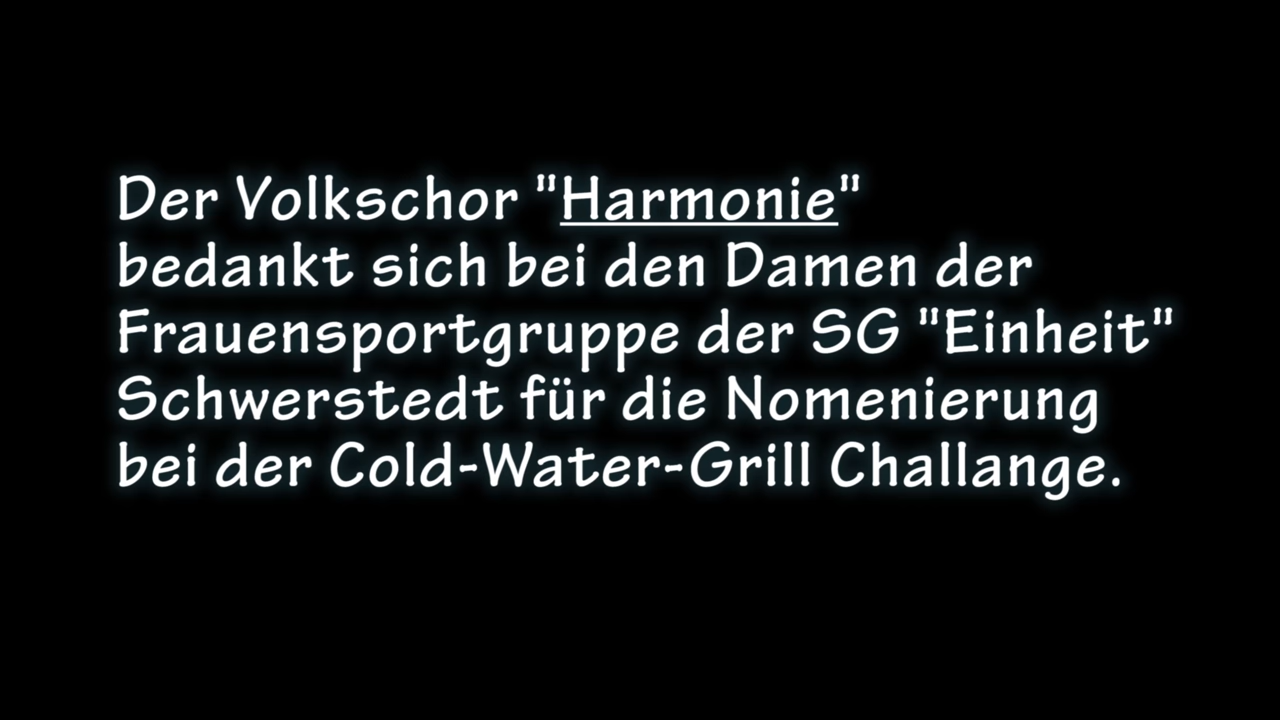 Der Volkschor "Harmonie"
bedankt sich bei den Damen der
Frauensportgruppe der SG "Einheit"
Schwerstedt für die Nomenierung
bei der Cold-Water-Grill Challange.